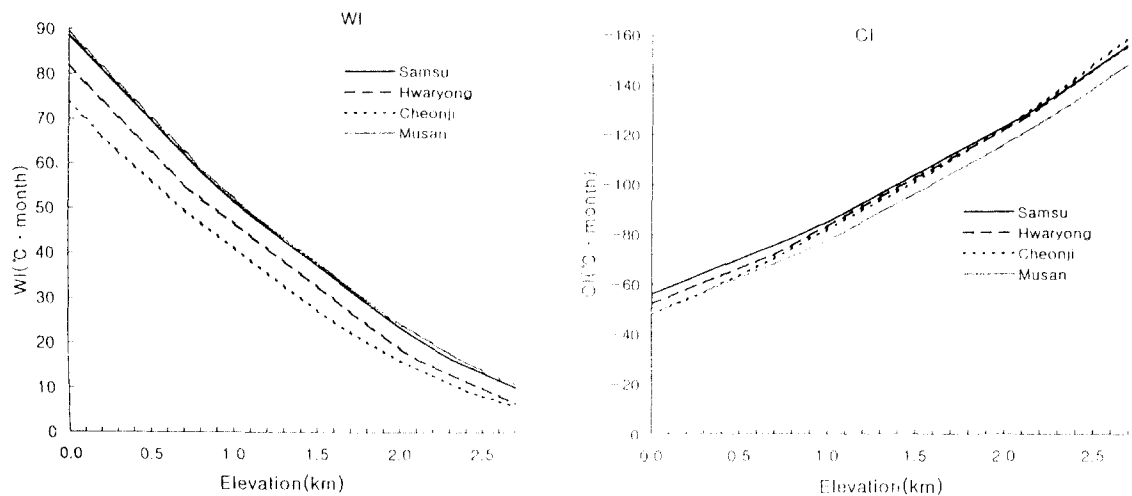 WI
90
80
70
60
50
40
30
20
10
0
WI(℃ · month)
Samsu
Hwaryong
Cheonji
Musan
0.0 0.5 1.0 1.5 2.0 2.5
Elevation(km)
CI
-160
-140
-120
-100
-80
-60
-40
-20
0
CI(℃ · month)
Samsu
Hwaryong
Cheonji
Musan
0.0 0.5 1.0 1.5 2.0 2.5
Elevation(km)